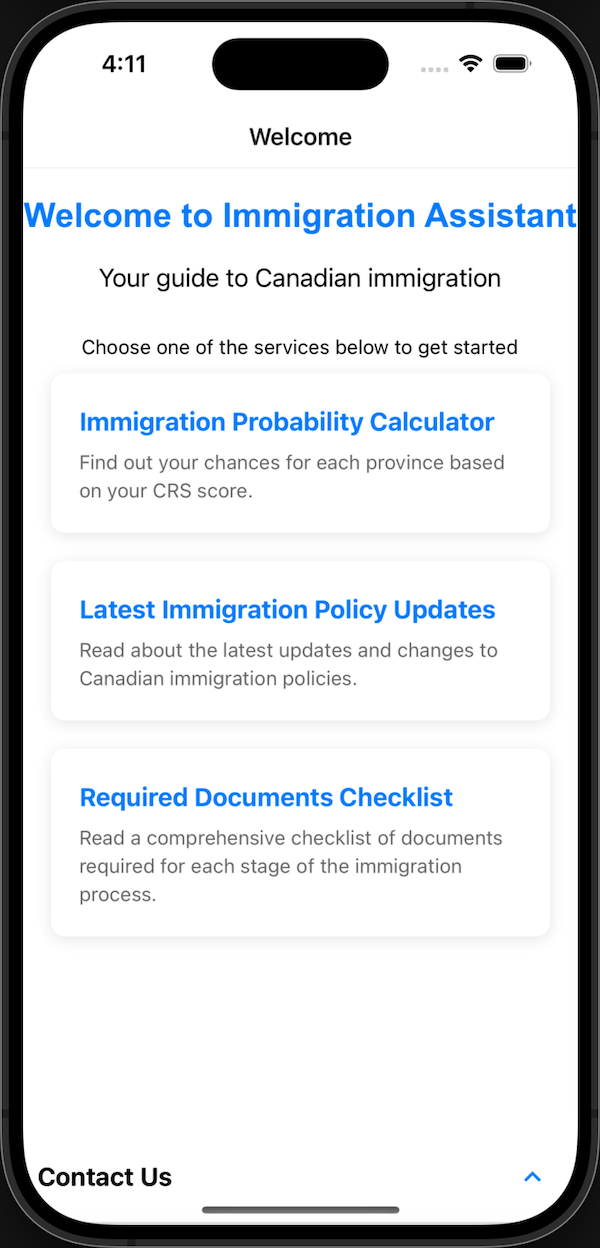 4:11
Welcome
Welcome to Immigration Assistant
Your guide to Canadian immigration
Choose one of the services below to get started
Immigration Probability Calculator
Find out your chances for each province based
on your CRS score.
Latest Immigration Policy Updates
Read about the latest updates and changes to
Canadian immigration policies.
Required Documents Checklist
Read a comprehensive checklist of documents
required for each stage of the immigration
process.
Contact Us